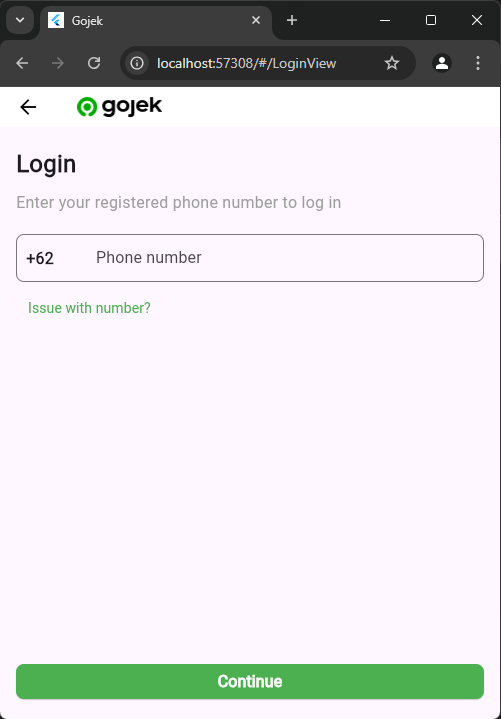 Gojek
localhost:57308/#/LoginView
gojek
Login
Enter your registered phone number to log in
+62 Phone number
Issue with number?
Continue